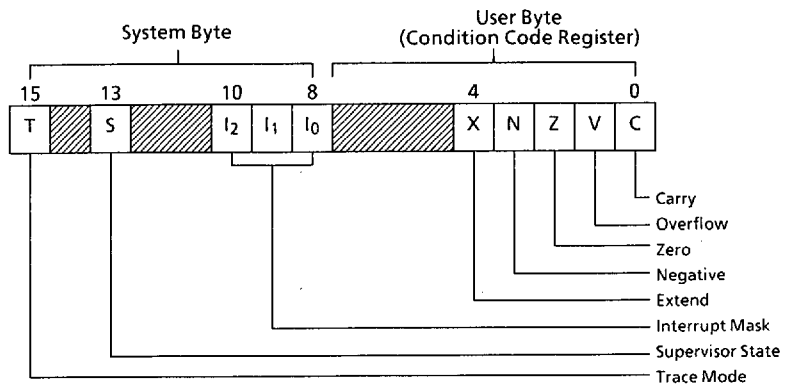 System Byte
User Byte
(Condition Code Register)
15 13 10 8 4 0
T S I2 I1 I0 X N Z V C
Carry
Overflow
Zero
Negative
Extend
Interrupt Mask
Supervisor State
Trace Mode